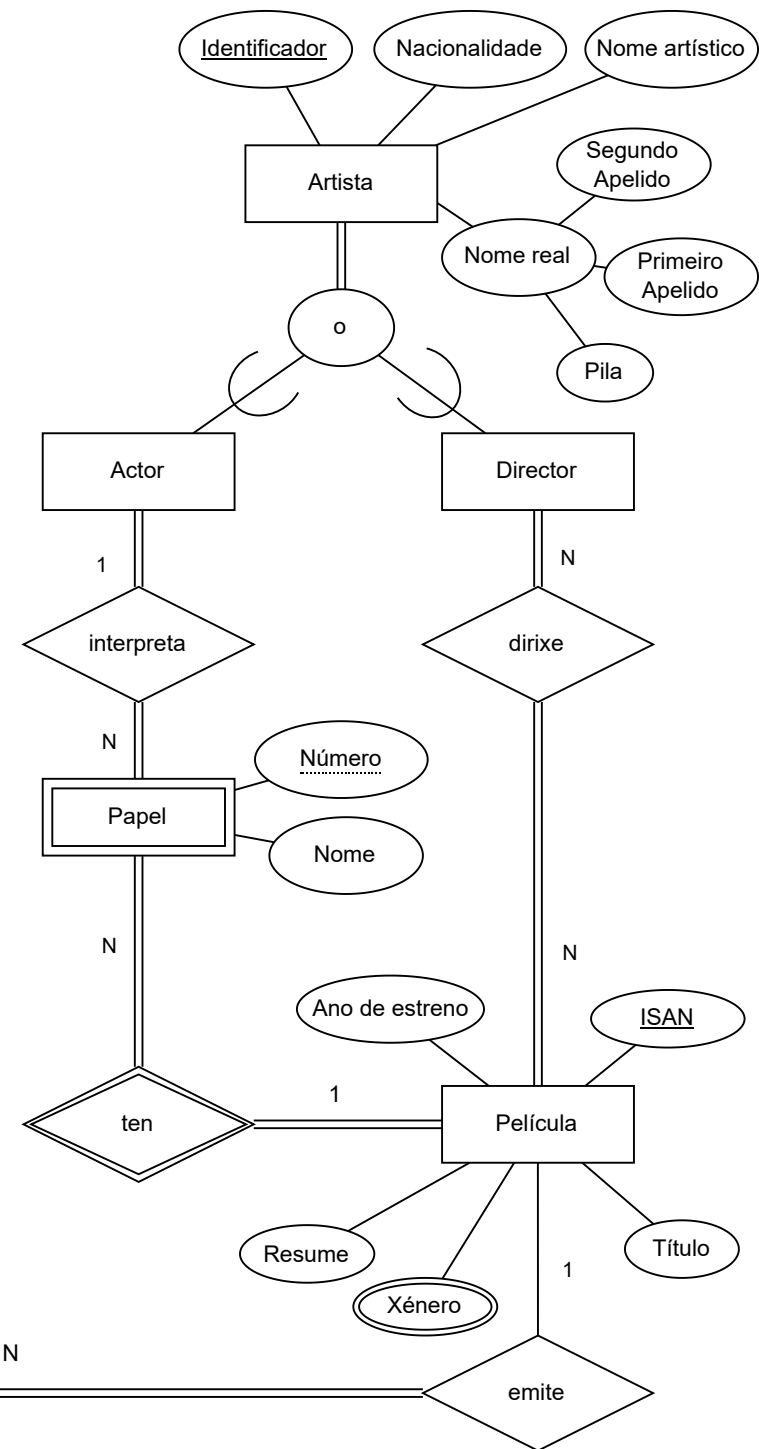 Identificador
Nacionalidade
Nome artístico
Artista
Segundo
Apelido
Nome real
Primeiro
Apelido
Pila
o
Actor
Director
1
N
interpreta
dirixe
N
Número
Papel
Nome
N
N
Ano de estreno
ISAN
1
ten
Película
Resume
Título
Xénero
1
N
emite